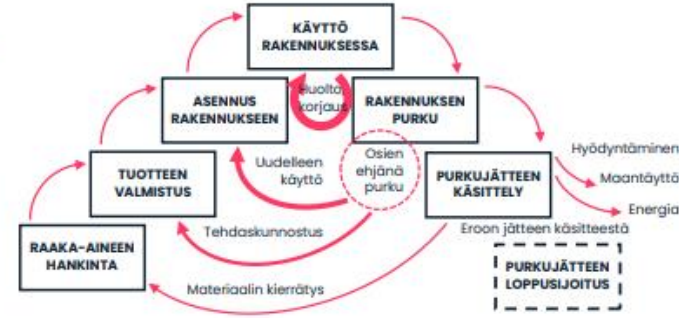 KÄYTTÖ
RAKENNUKSESSA
ASENNUS
RAKENNUKSEEN
Huolto,
korjaus
RAKENNUKSEN
PURKU
TUOTTEEN
VALMISTUS
Uudelleen
käyttö
Osien
ehjänä
purku
PURKUJÄTTEEN
KÄSITTELY
Hyödyntäminen
Maantäyttö
Energia
RAAKA-AINEEN
HANKINTA
Tehdaskunnostus
Eroon jätteen käsitteestä
Materiaalin kierrätys
PURKUJÄTTEEN
LOPPUSIJOITUS